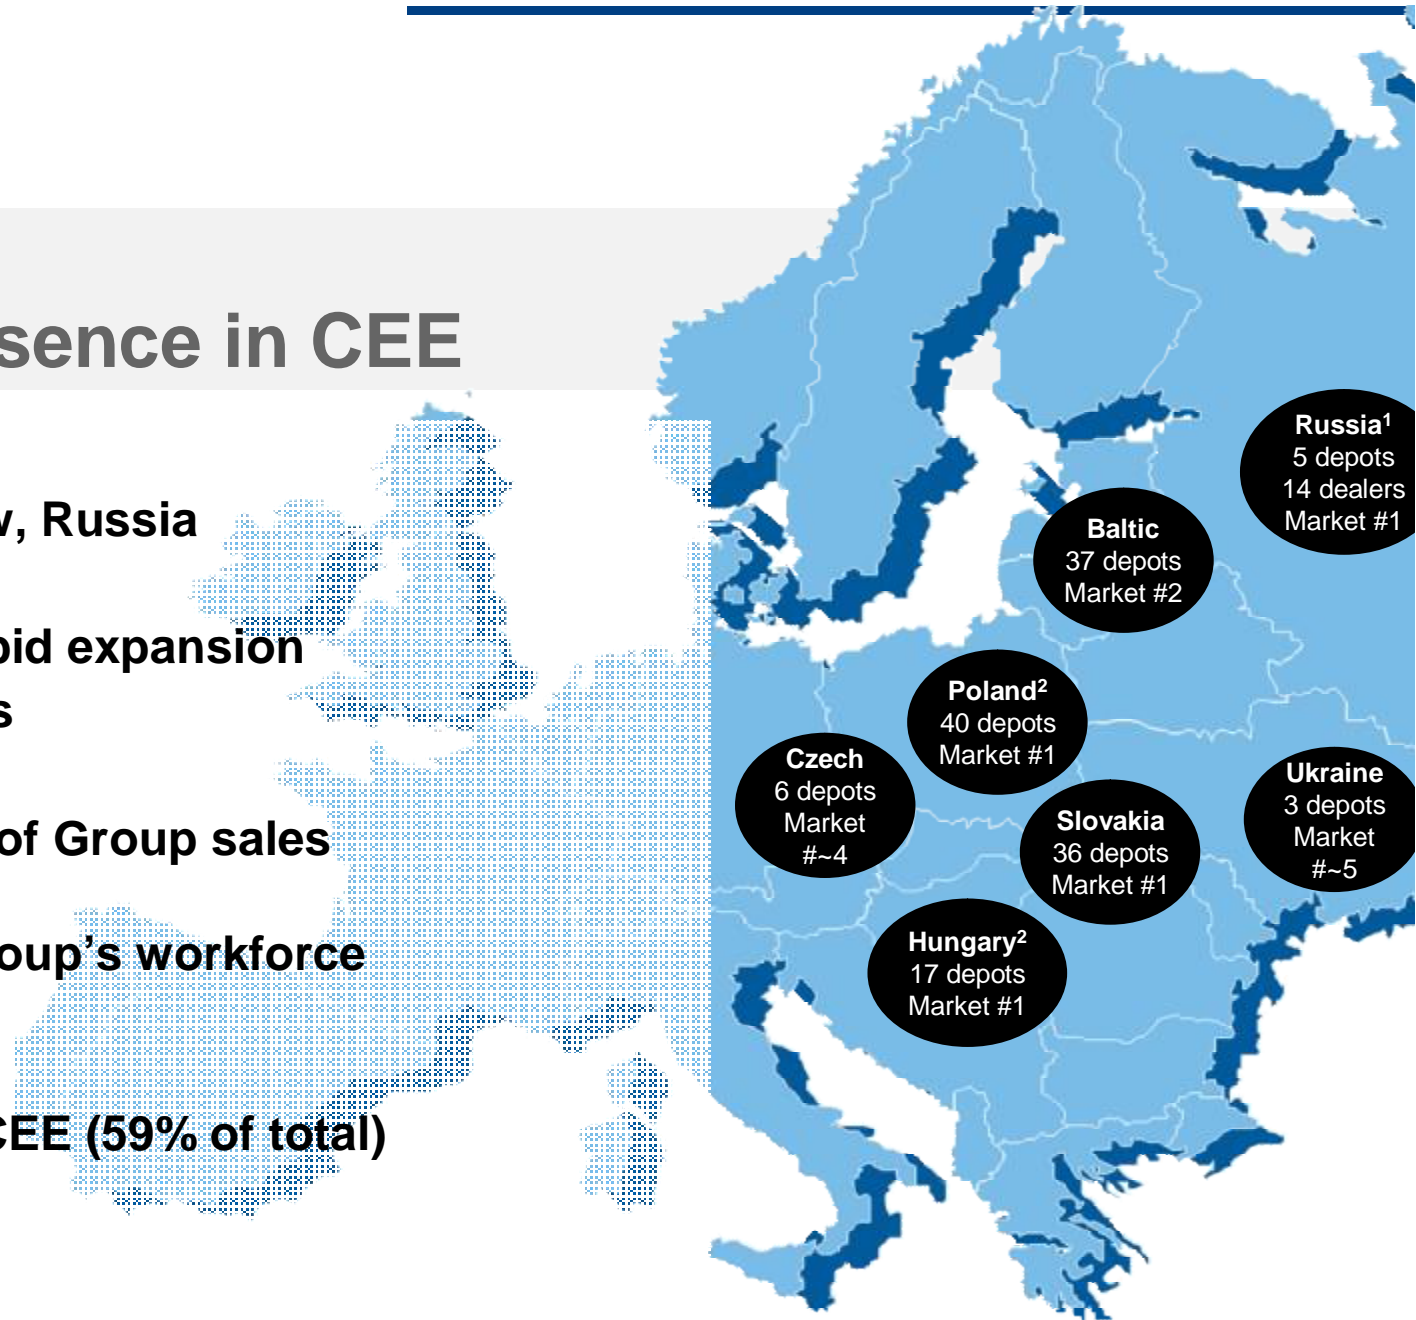 sence in CEE
, Russia
id expansion
s
of Group sales
oup's workforce
CEE (59% of total)
Russia¹
5 depots
14 dealers
Market #1
Baltic
37 depots
Market #2
Poland²
40 depots
Market #1
Czech
6 depots
Market
#~4
Slovakia
36 depots
Market #1
Ukraine
3 depots
Market
#~5
Hungary²
17 depots
Market #1